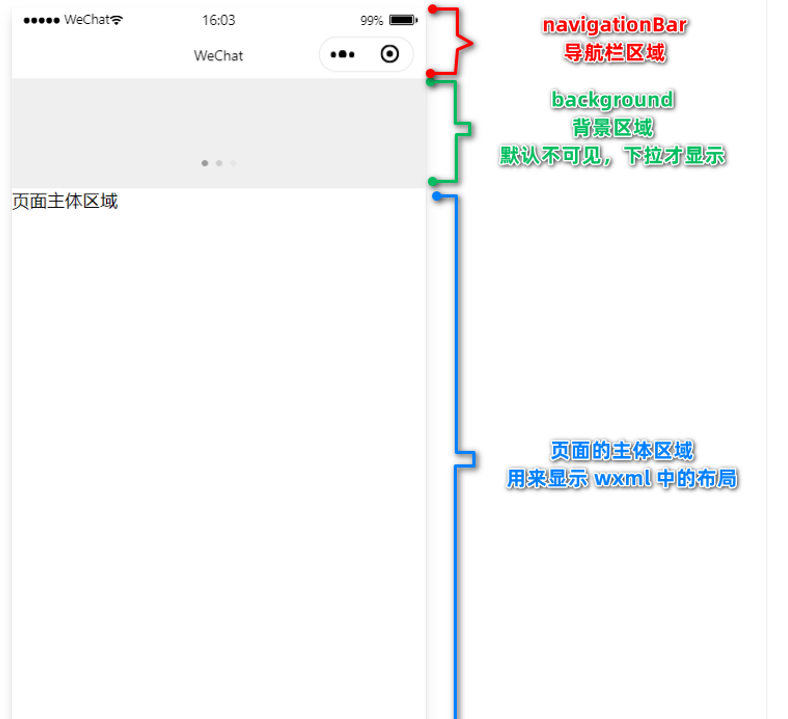 WeChat 16:03 99%
WeChat
页面主体区域
navigationBar
导航栏区域
background
背景区域
默认不可见，下拉才显示
页面的主体区域
用来显示 wxml 中的布局